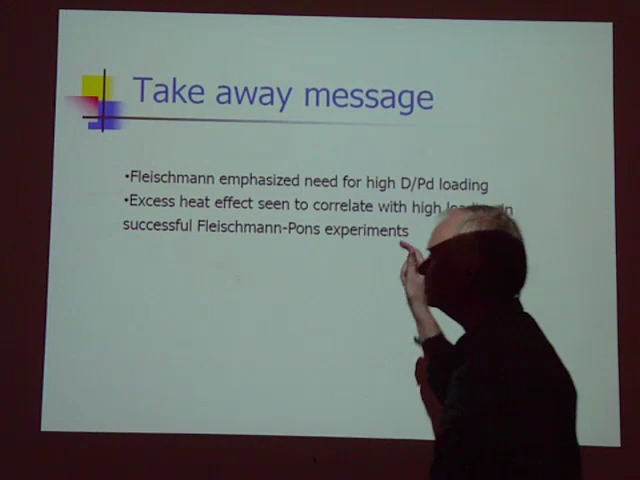 Take away message
•Fleischmann emphasized need for high D/Pd loading
•Excess heat effect seen to correlate with high loading in
successful Fleischmann-Pons experiments